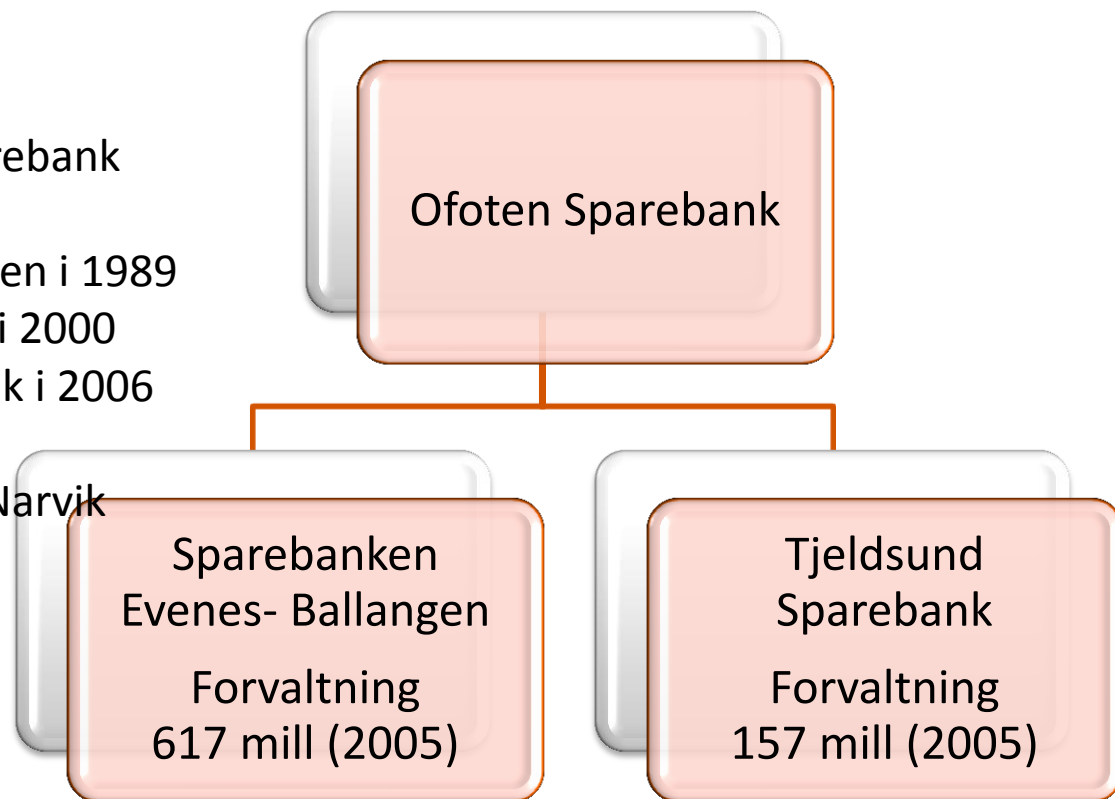 rebank
en i 1989
i 2000
k i 2006
Narvik
Ofoten Sparebank
Sparebanken
Evenes- Ballangen
Forvaltning
617 mill (2005)
Tjeldsund
Sparebank
Forvaltning
157 mill (2005)